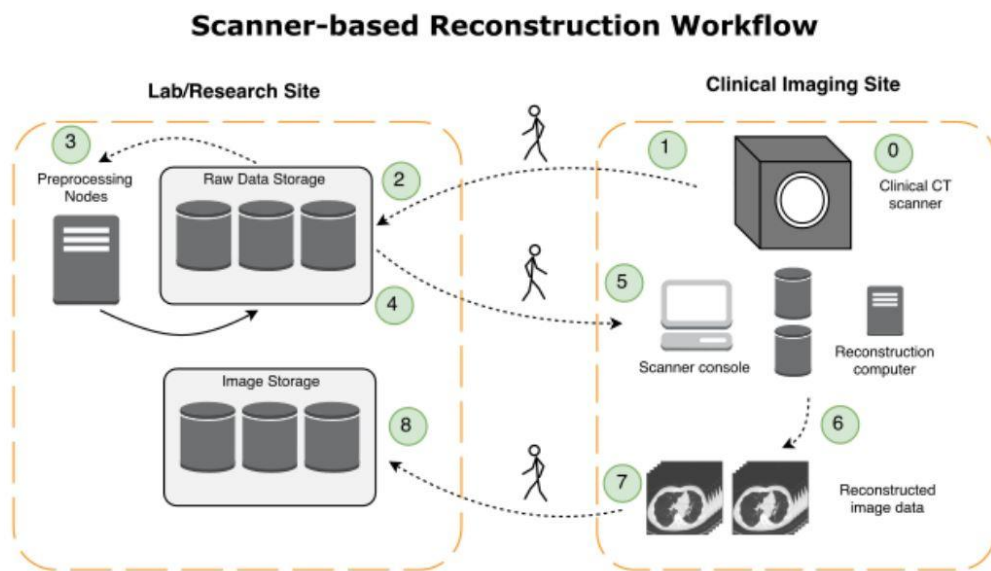 Scanner-based Reconstruction Workflow
Lab/Research Site
Clinical Imaging Site
3
Preprocessing
Nodes
Raw Data Storage
2
1
0
Clinical CT
scanner
4
5
Scanner console
Reconstruction
computer
Image Storage
8
6
7
Reconstructed
image data